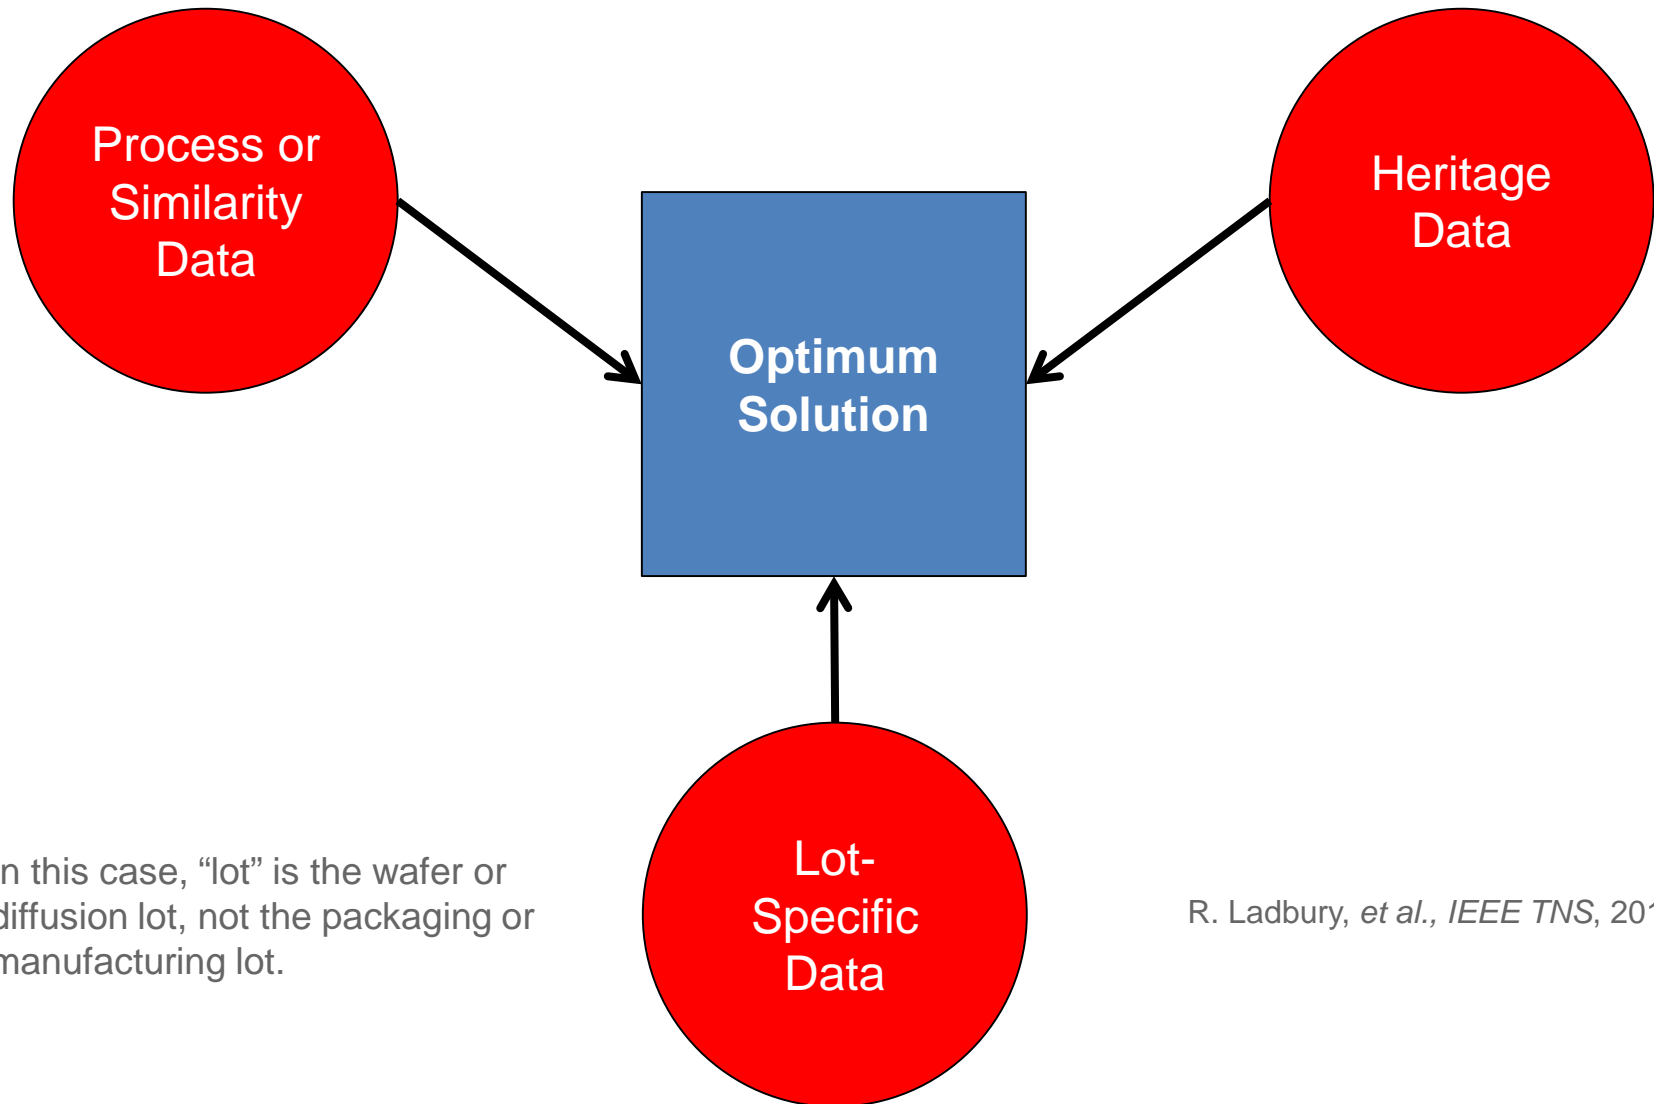 Process or
Similarity
Data
Heritage
Data
Optimum
Solution
Lot-
Specific
Data
n this case, “lot” is the wafer or
diffusion lot, not the packaging or
manufacturing lot.
R. Ladbury, et al., IEEE TNS, 201